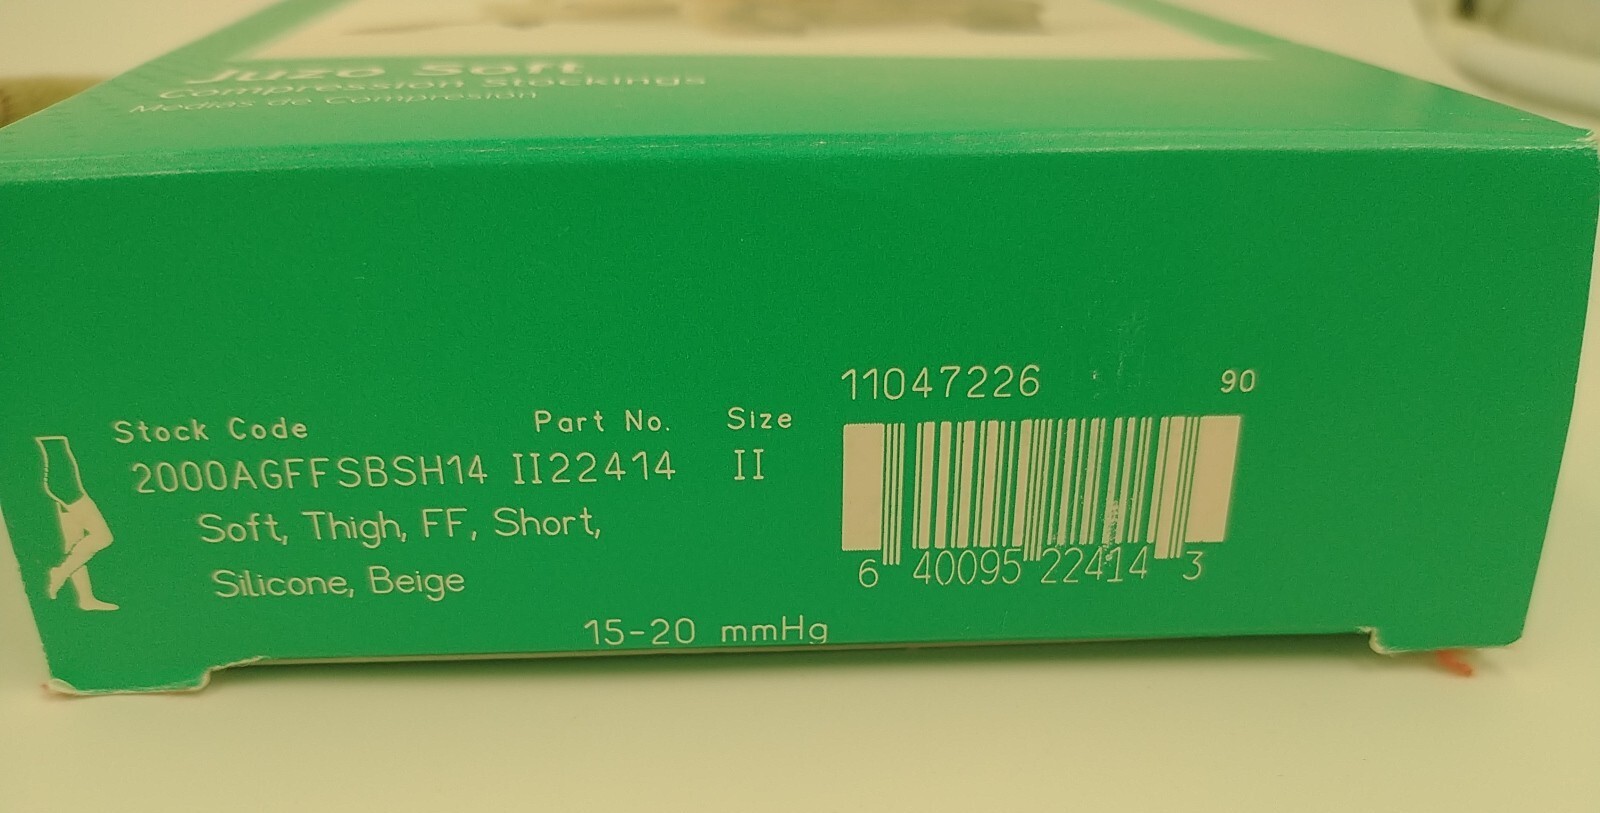 Juzo Soft
Compression Stockings
Medias de Compresión
11047226 90
Stock Code Part No. Size
2000AGFFSBSH14 II22414 II
Soft, Thigh, FF, Short,
Silicone, Beige
6 40095 22414 3
15-20 mmHg